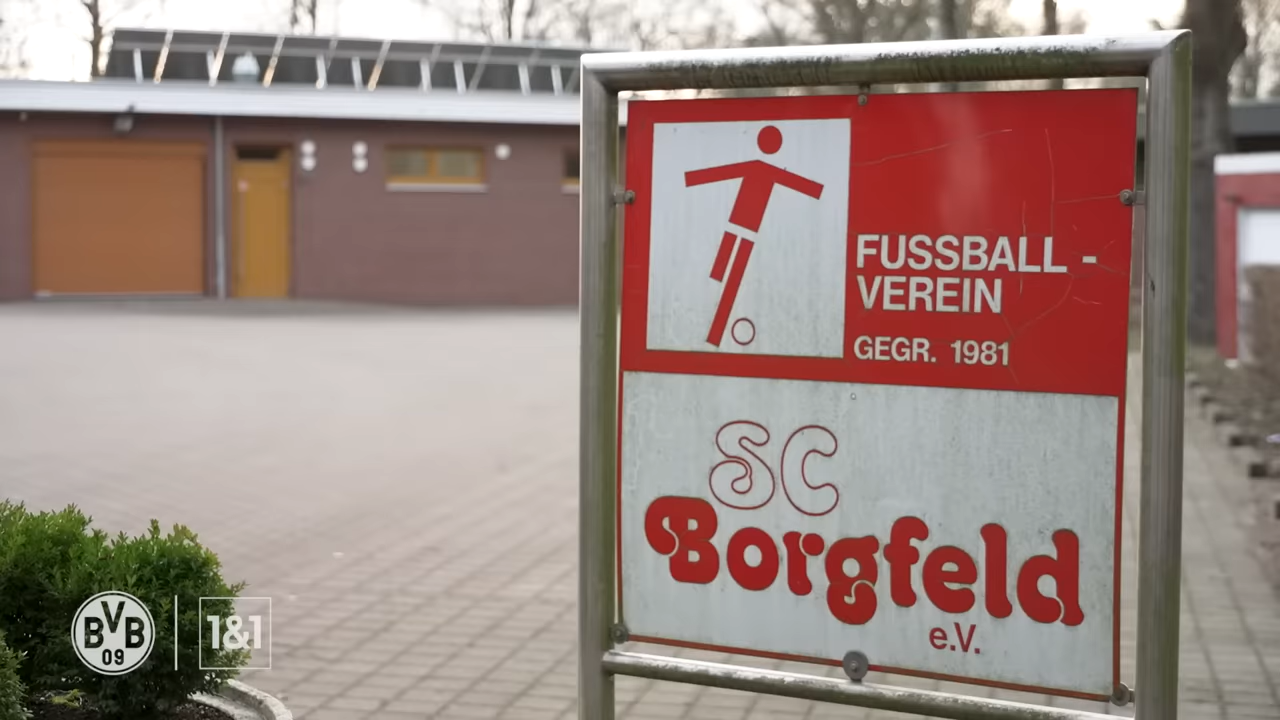 FUSSBALL -
VEREIN
GEGR. 1981
SC
Borgfeld
e.V.
BVB
09
1&1